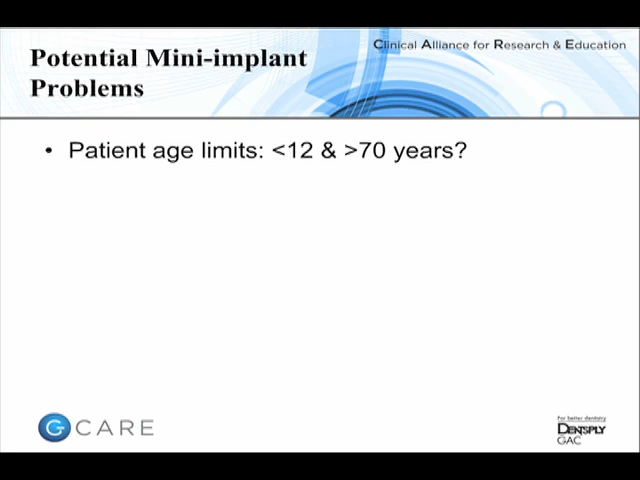 Clinical Alliance for Research & Education
Potential Mini-implant
Problems
• Patient age limits: <12 & >70 years?
G CARE
For better dentistry
DENTSPLY
GAC